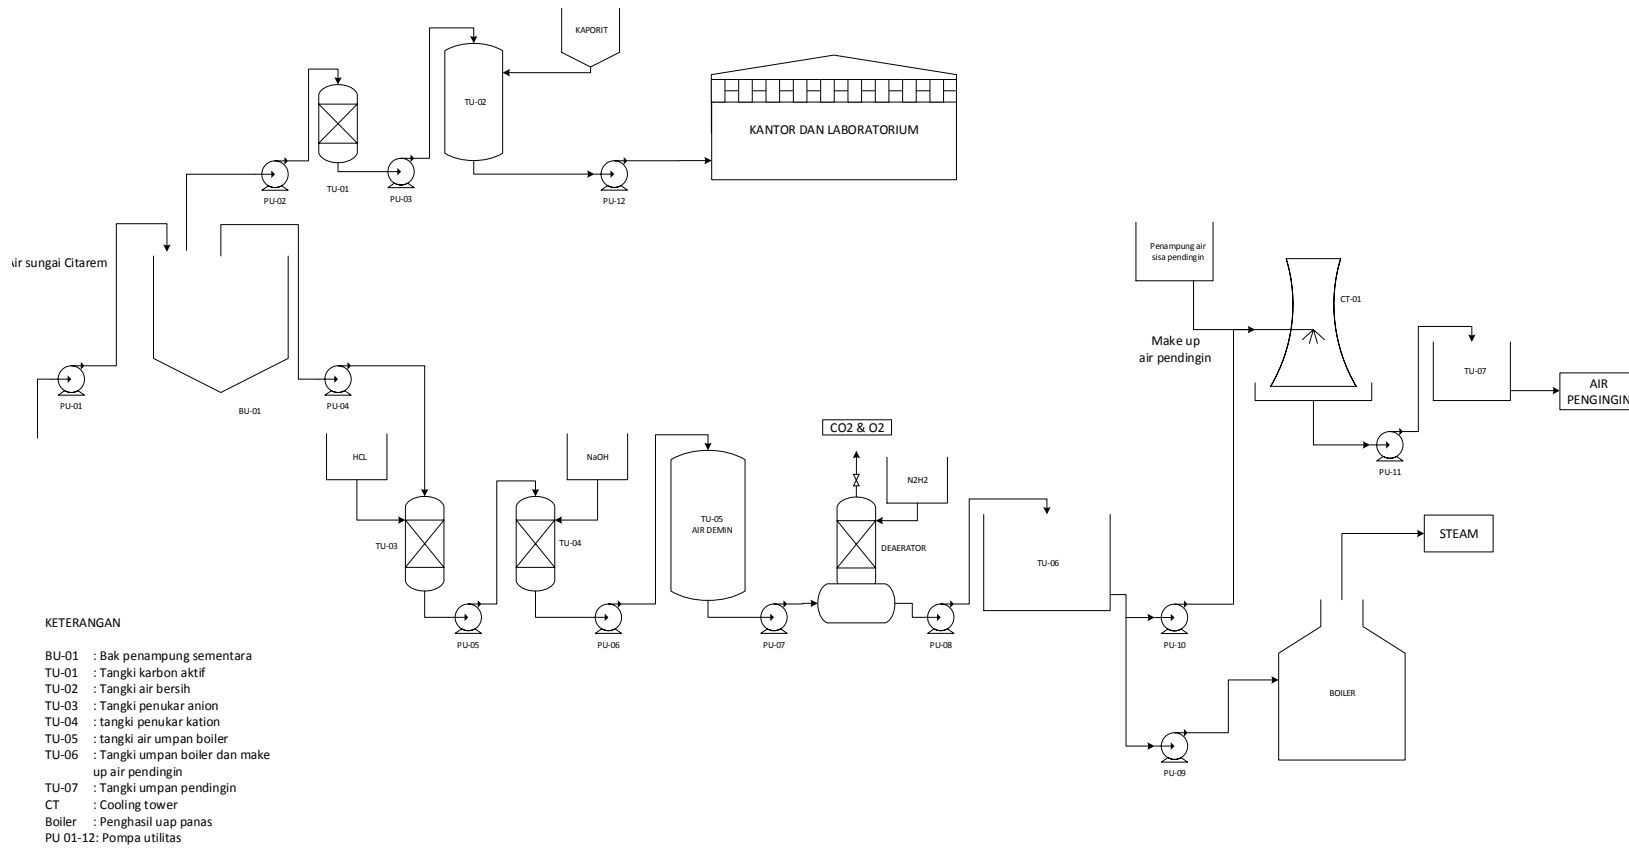 KAPORIT
TU-02
KANTOR DAN LABORATORIUM
TU-01
PU-02
PU-03
PU-12
Air sungai Citarem
Penampung air
sisa pendingin
CT-01
Make up
air pendingin
TU-07
AIR
PENGINGIN
PU-01
BU-01
PU-04
PU-11
CO2 & O2
HCL
NaOH
N2H2
TU-03
TU-04
TU-05
AIR DEMIN
DEAERATOR
TU-06
STEAM
PU-05
PU-06
PU-07
PU-08
PU-10
BOILER
PU-09
KETERANGAN
BU-01 : Bak penampung sementara
TU-01 : Tangki karbon aktif
TU-02 : Tangki air bersih
TU-03 : Tangki penukar anion
TU-04 : tangki penukar kation
TU-05 : tangki air umpan boiler
TU-06 : Tangki umpan boiler dan make
up air pendingin
TU-07 : Tangki umpan pendingin
CT : Cooling tower
Boiler : Penghasil uap panas
PU 01-12: Pompa utilitas